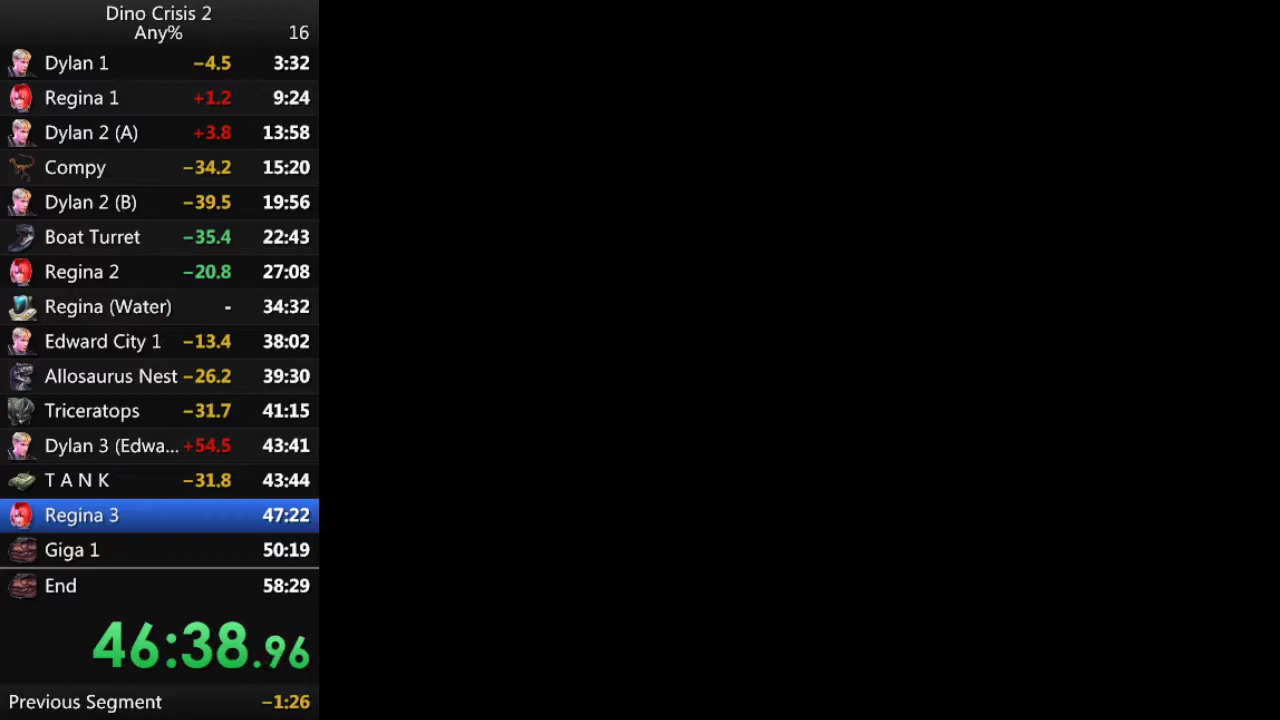 Dino Crisis 2
Any% 16
Dylan 1 −4.5 3:32
Regina 1 +1.2 9:24
Dylan 2 (A) +3.8 13:58
Compy −34.2 15:20
Dylan 2 (B) −39.5 19:56
Boat Turret −35.4 22:43
Regina 2 −20.8 27:08
Regina (Water) - 34:32
Edward City 1 −13.4 38:02
Allosaurus Nest −26.2 39:30
Triceratops −31.7 41:15
Dylan 3 (Edwa... +54.5 43:41
T A N K −31.8 43:44
Regina 3 47:22
Giga 1 50:19
End 58:29
46:38.96
Previous Segment −1:26